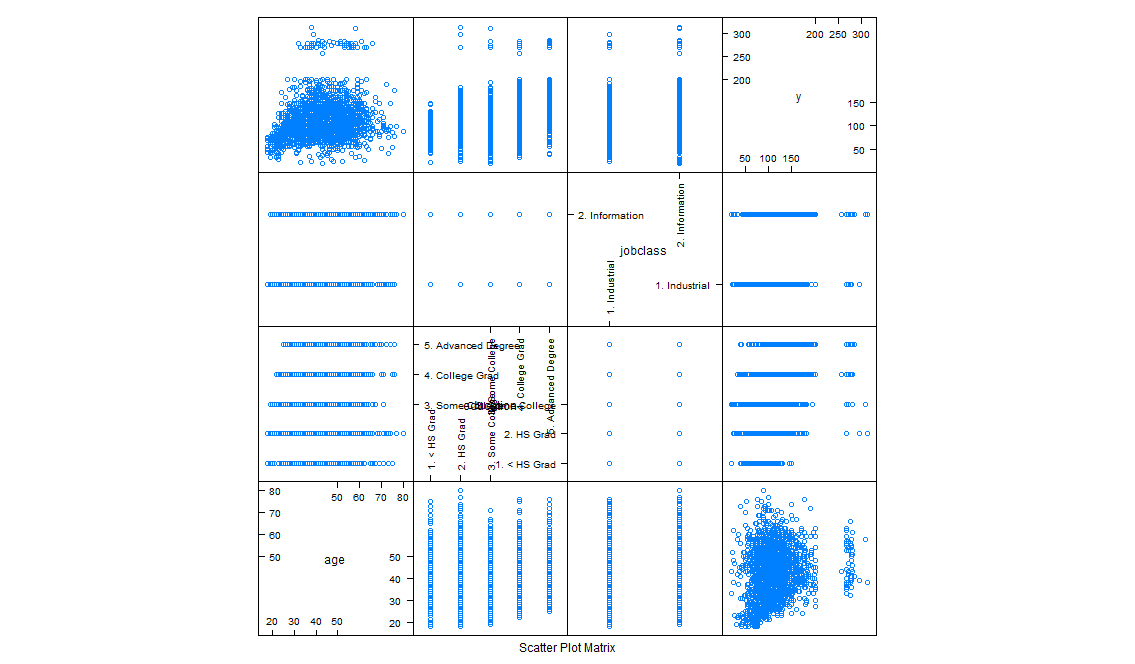 300
200 250 300
250
200
y
150
100
50
50 100 150
2. Information
2. Information
jobclass
1. Industrial
1. Industrial
5. Advanced Degree
4. College Grad
3. Some College
2. HS Grad
1. < HS Grad
1. < HS Grad
2. HS Grad
3. Some College
4. College Grad
5. Advanced Degree
education
80
50 60 70 80
70
60
50
age
50
40
30
20
20 30 40 50
Scatter Plot Matrix